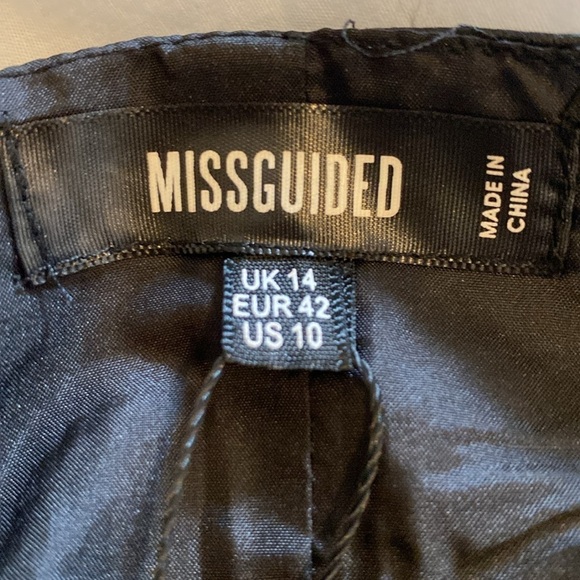 MISSGUIDED
MADE IN
CHINA
UK 14
EUR 42
US 10